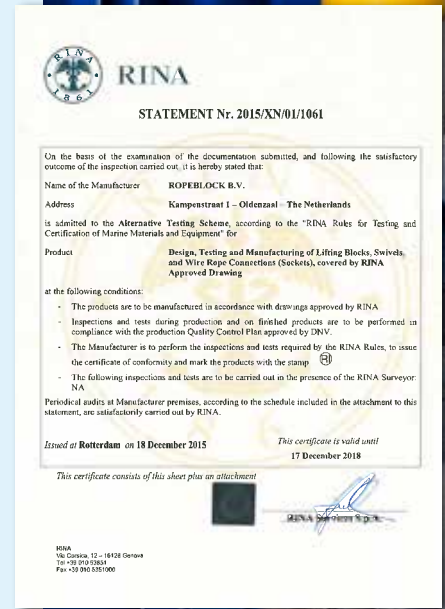 RINA
1861
RINA
STATEMENT Nr. 2015/XN/01/1061
On the basis of the examination of the documentation submitted, and following the satisfactory
outcome of the inspection carried out, it is hereby stated that:
Name of the Manufacturer ROPEBLOCK B.V.
Address Kampenstraat 1 – Oldenzaal – The Netherlands
is admitted to the Alternative Testing Scheme, according to the "RINA Rules for Testing and
Certification of Marine Materials and Equipment" for
Product Design, Testing and Manufacturing of Lifting Blocks, Swivels,
and Wire Rope Connections (Sockets), covered by RINA
Approved Drawing
at the following conditions:
- The products are to be manufactured in accordance with drawings approved by RINA
- Inspections and tests during production and on finished products are to be performed in
compliance with the production Quality Control Plan approved by DNV.
- The Manufacturer is to perform the inspections and tests required by the RINA Rules, to issue
the certificate of conformity and mark the products with the stamp
- The following inspections and tests are to be carried out in the presence of the RINA Surveyor:
NA
Periodical audits at Manufacturer premises, according to the schedule included in the attachment to this
statement, are satisfactorily carried out by RINA.
Issued at Rotterdam on 18 December 2015
This certificate is valid until
17 December 2018
This certificate consists of this sheet plus an attachment
RINA Services S.p.A.
RINA
Via Corsica, 12 – 16128 Genova
Tel +39 010 53851
Fax +39 010 5351000